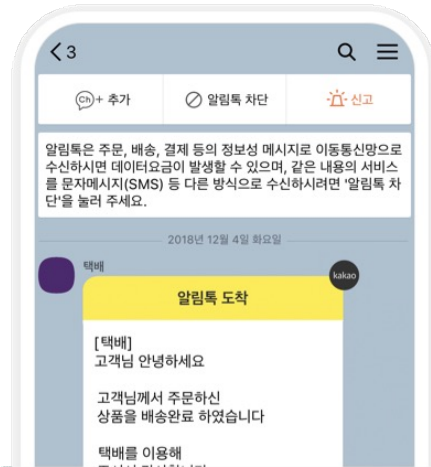 3
Ch+ 추가
알림톡 차단
신고
알림톡은 주문, 배송, 결제 등의 정보성 메시지로 이동통신망으로
수신하시면 데이터요금이 발생할 수 있으며, 같은 내용의 서비스
를 문자메시지(SMS) 등 다른 방식으로 수신하시려면 '알림톡 차
단'을 눌러 주세요.
2018년 12월 4일 화요일
택배
kakao
알림톡 도착
[택배]
고객님 안녕하세요
고객님께서 주문하신
상품을 배송완료 하였습니다
택배를 이용해